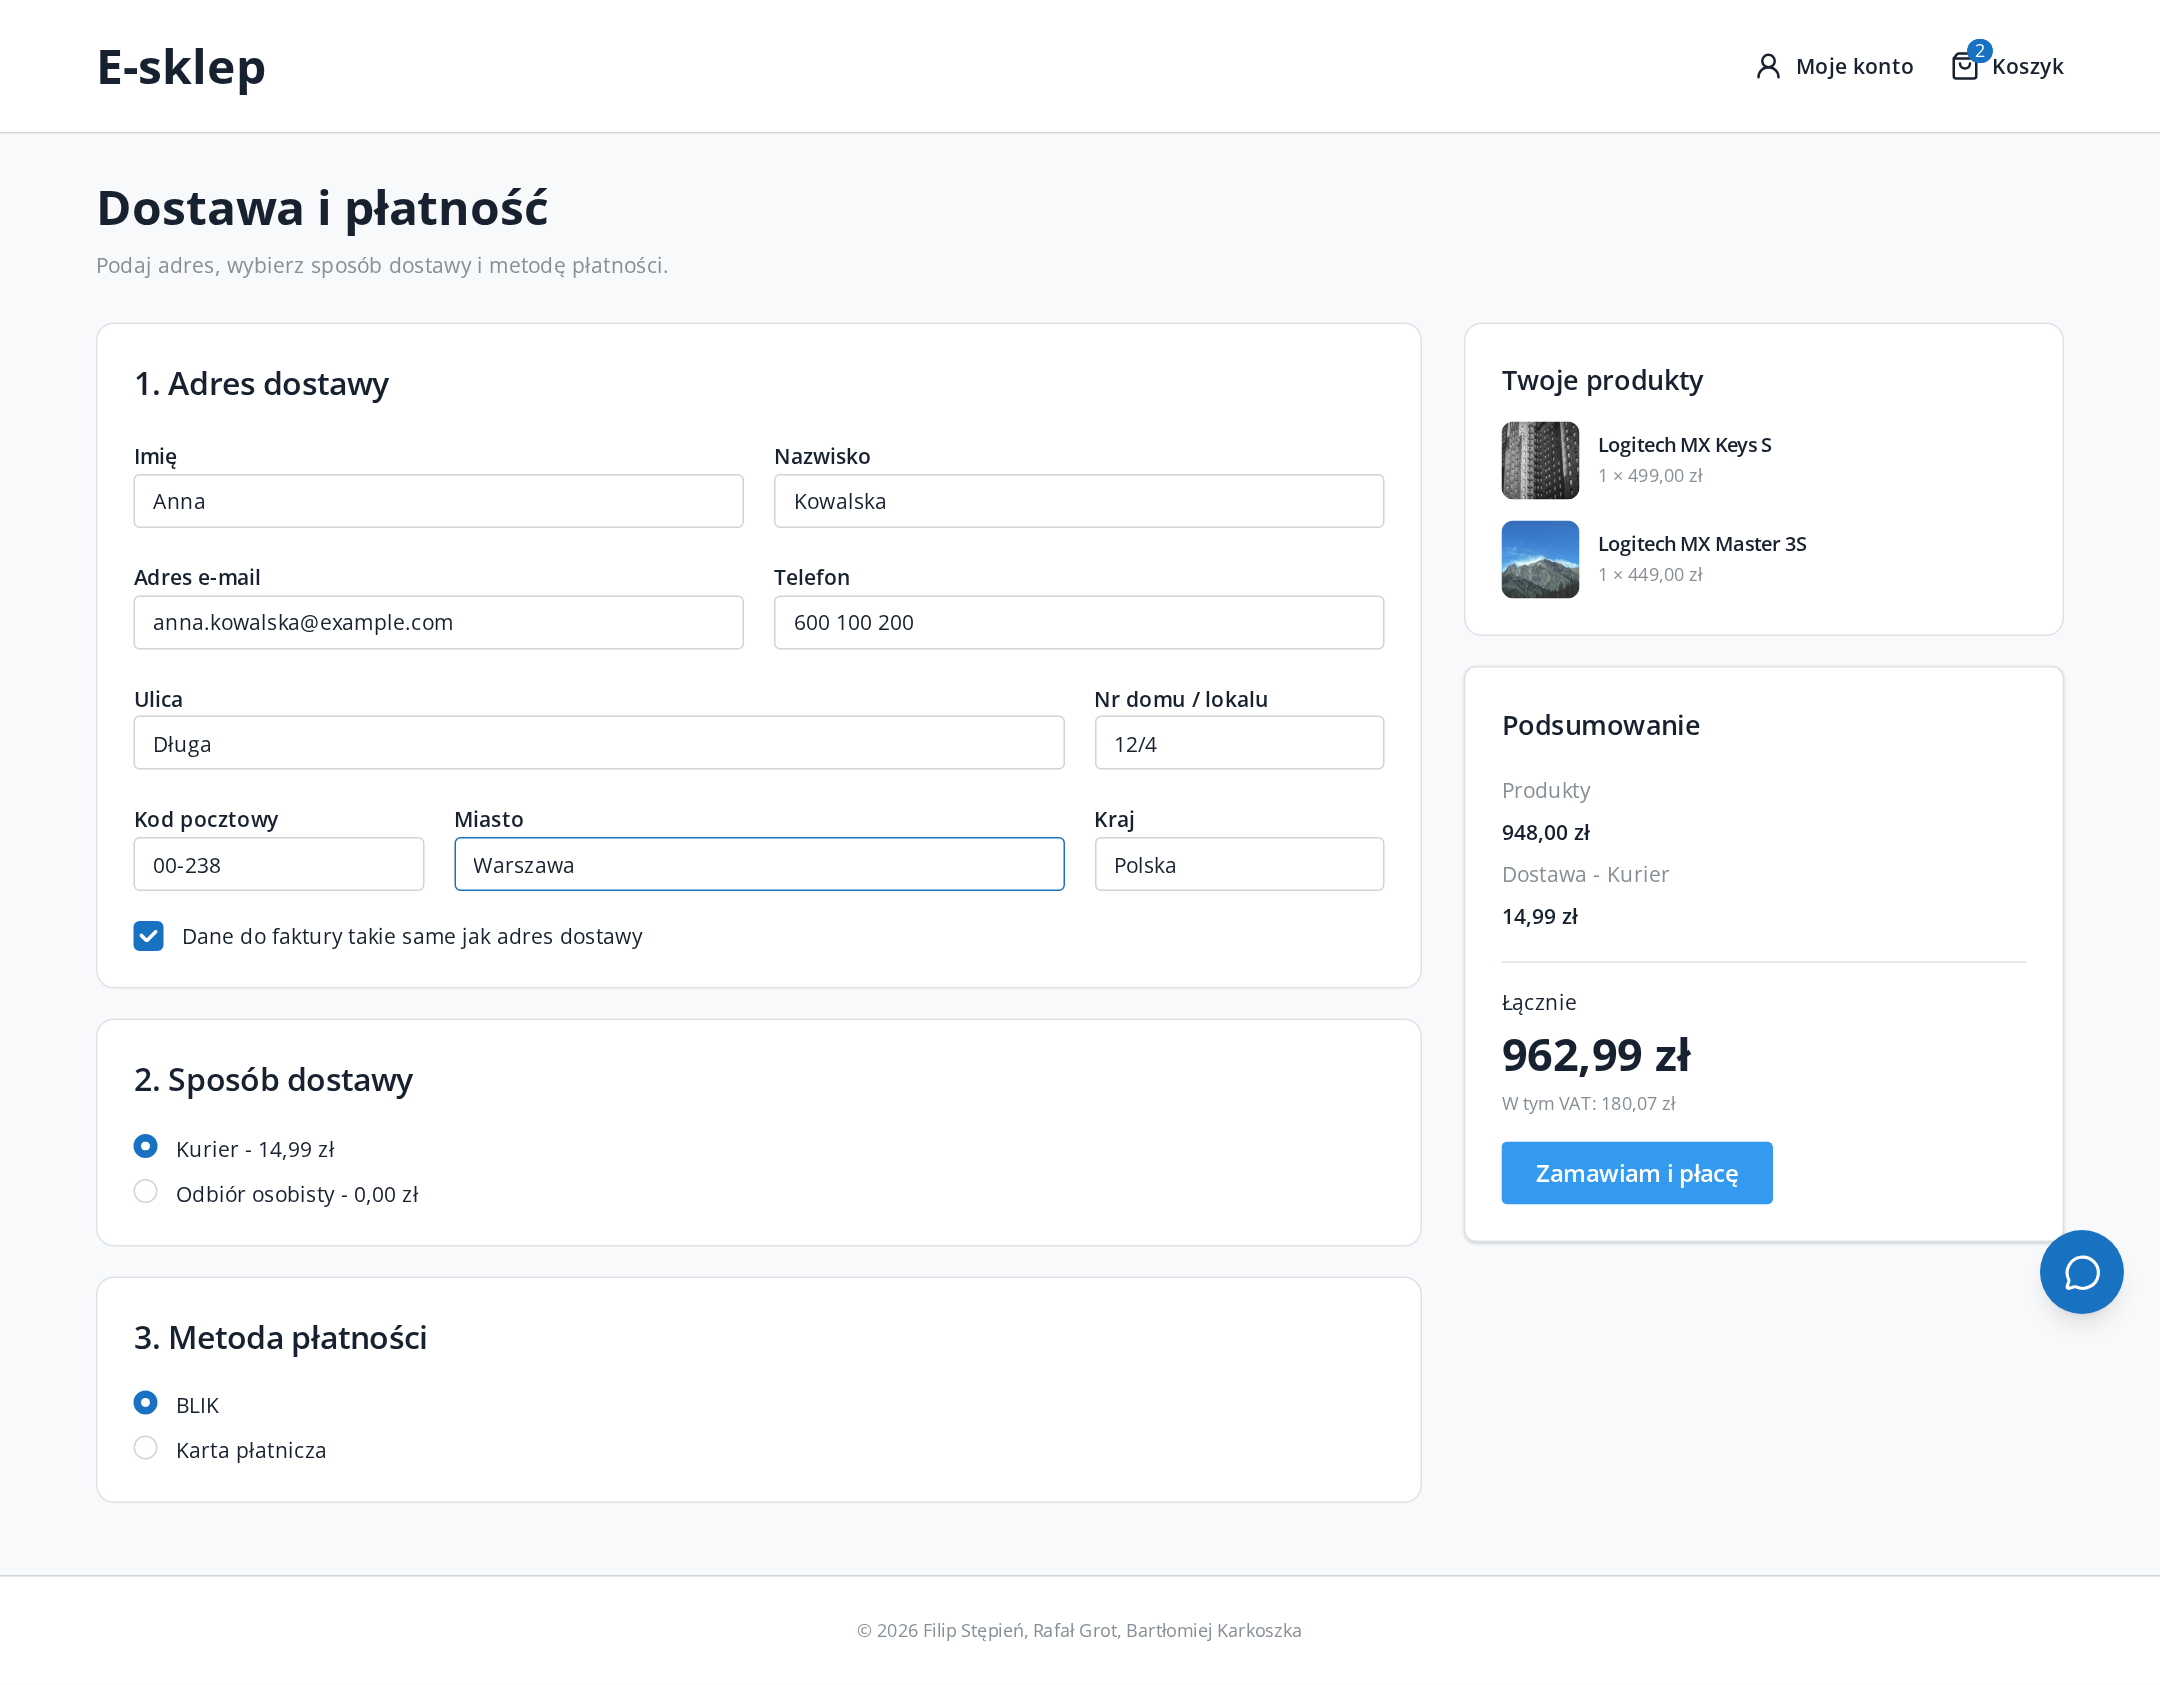 E-sklep
Moje konto
2
Koszyk
Dostawa i płatność
Podaj adres, wybierz sposób dostawy i metodę płatności.
1. Adres dostawy
Imię
Nazwisko
Anna
Kowalska
Adres e-mail
Telefon
anna.kowalska@example.com
600 100 200
Ulica
Nr domu / lokalu
Długa
12/4
Kod pocztowy
Miasto
Kraj
00-238
Warszawa
Polska
Dane do faktury takie same jak adres dostawy
2. Sposób dostawy
Kurier - 14,99 zł
Odbiór osobisty - 0,00 zł
3. Metoda płatności
BLIK
Karta płatnicza
Twoje produkty
Logitech MX Keys S
1 × 499,00 zł
Logitech MX Master 3S
1 × 449,00 zł
Podsumowanie
Produkty
948,00 zł
Dostawa - Kurier
14,99 zł
Łącznie
962,99 zł
W tym VAT: 180,07 zł
Zamawiam i płacę
© 2026 Filip Stępień, Rafał Grot, Bartłomiej Karkoszka